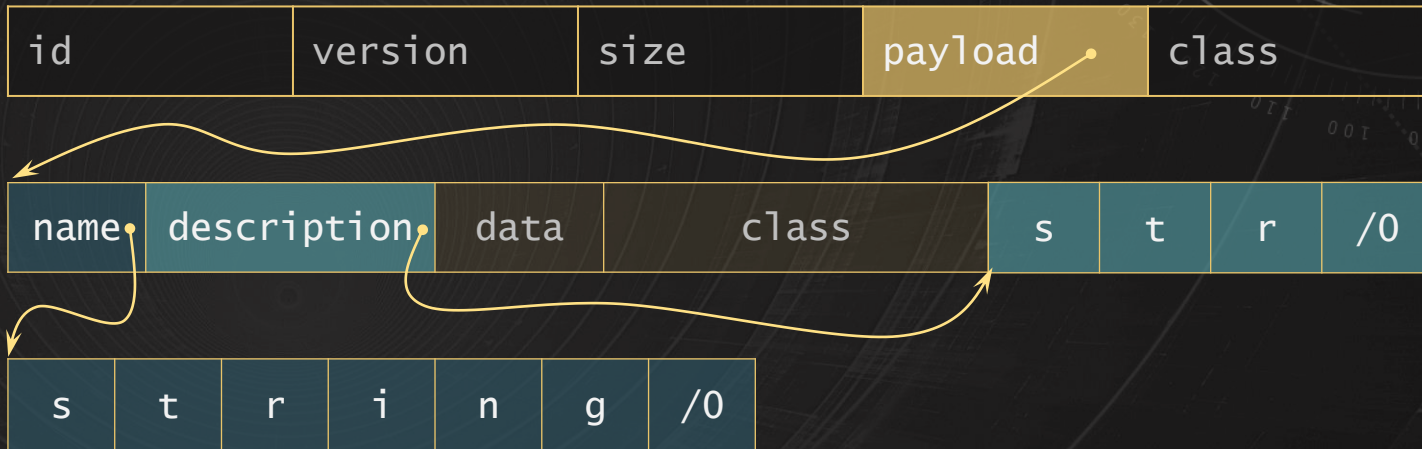 id version size payload class
name description data class s t r /0
s t r i n g /0